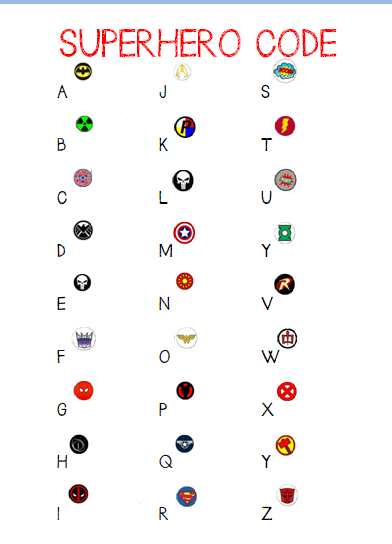 SUPERHERO CODE
A J S
B K T
C L U
D M Y
E N V
F O W
G P X
H Q Y
I R Z